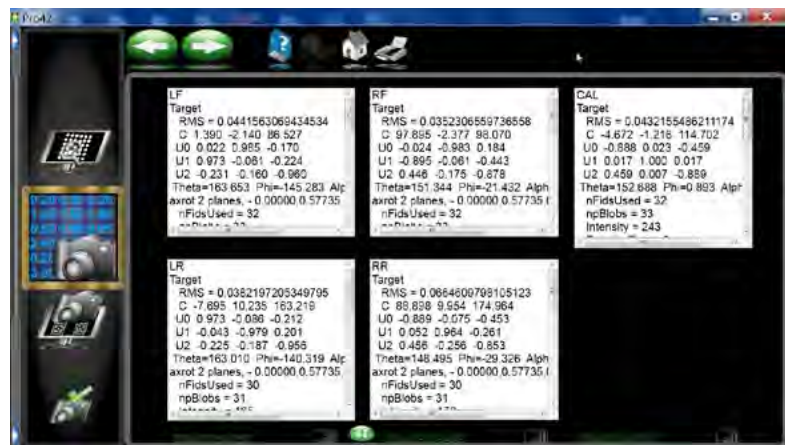 Pro42
LF
Target
RMS = 0.0441563069434534
C 1.390 -2.140 86.527
U0 0.022 0.985 -0.170
U1 0.973 -0.061 -0.224
U2 -0.231 -0.160 -0.960
Theta=163.653 Phi=-145.283 Alp
axrot 2 planes, - 0.00000 0.57735
nFidsUsed = 32
RF
Target
RMS = 0.0352306559736558
C 97.895 -2.377 98.070
U0 -0.024 -0.983 0.184
U1 -0.895 -0.061 -0.443
U2 0.446 -0.175 -0.878
Theta=151.344 Phi=-21.432 Alph
axrot 2 planes, - 0.00000 0.57735
nFidsUsed = 32
CAL
Target
RMS = 0.0432155486211174
C -4.672 -1.216 114.702
U0 -0.888 0.023 -0.459
U1 0.017 1.000 0.017
U2 0.459 0.007 -0.889
Theta=152.688 Phi=0.893 Alph
nFidsUsed = 32
npBlobs = 33
Intensity = 243
LR
Target
RMS = 0.0382197205349795
C -7.695 10.235 163.219
U0 0.973 -0.086 -0.212
U1 -0.043 -0.979 0.201
U2 -0.225 -0.187 -0.956
Theta=163.010 Phi=-140.319 Alp
axrot 2 planes, - 0.00000 0.57735
nFidsUsed = 30
npBlobs = 31
RR
Target
RMS = 0.0664609798105123
C 88.898 9.954 174.964
U0 -0.889 -0.075 -0.453
U1 0.052 0.964 -0.261
U2 0.456 -0.256 -0.853
Theta=148.495 Phi=-29.326 Alph
axrot 2 planes, - 0.00000 0.57735
nFidsUsed = 30
npBlobs = 31